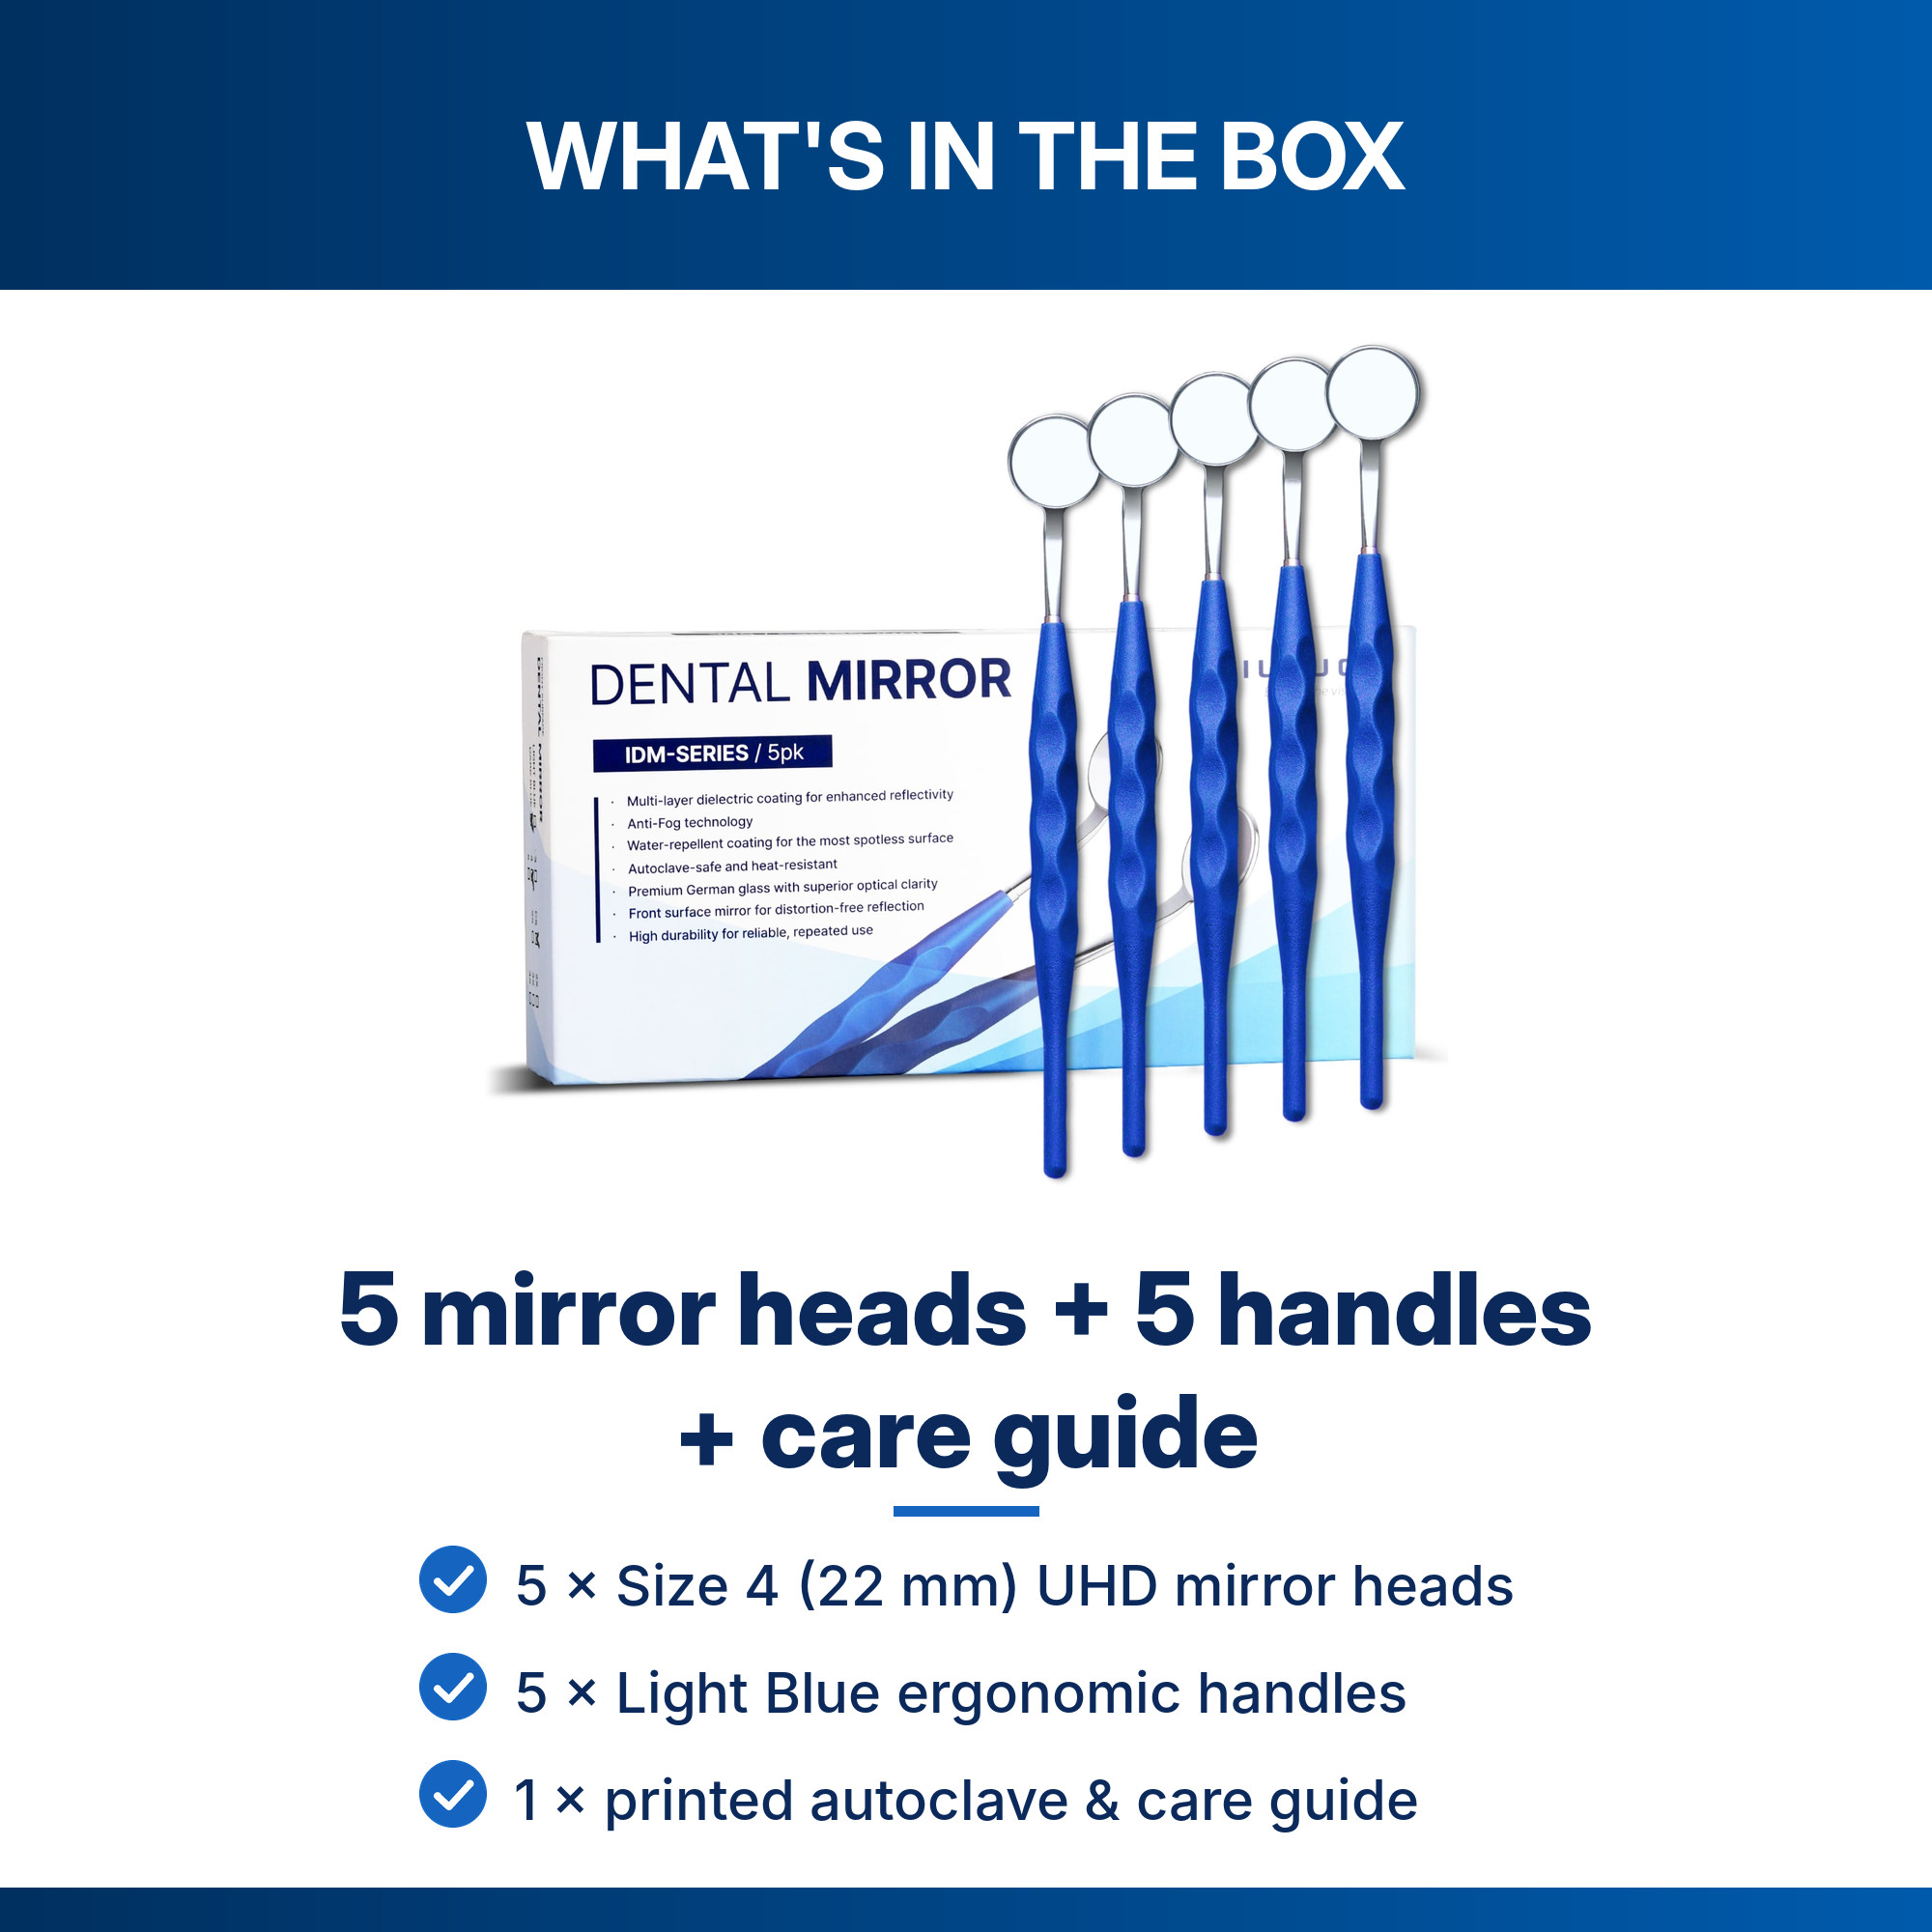 WHAT'S IN THE BOX
DENTAL MIRROR
IDM-SERIES / 5pk
· Multi-layer dielectric coating for enhanced reflectivity
· Anti-Fog technology
· Water-repellent coating for the most spotless surface
· Autoclave-safe and heat-resistant
· Premium German glass with superior optical clarity
· Front surface mirror for distortion-free reflection
· High durability for reliable, repeated use
DENTAL MIRROR
5 mirror heads + 5 handles
+ care guide
5 × Size 4 (22 mm) UHD mirror heads
5 × Light Blue ergonomic handles
1 × printed autoclave & care guide